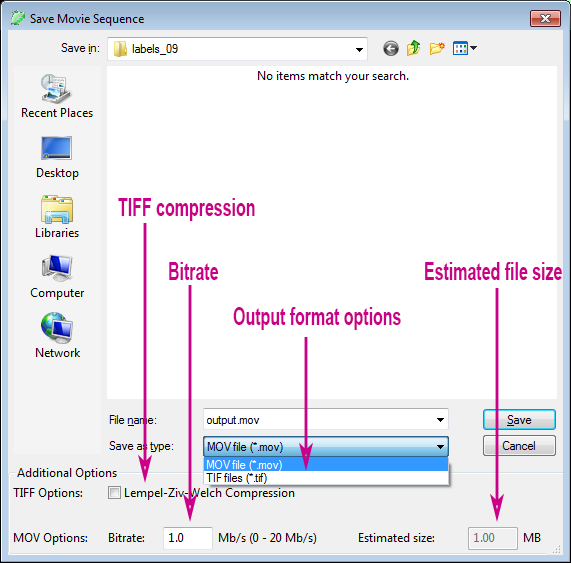 Save Movie Sequence
Save in:
labels_09
No items match your search.
Recent Places
Desktop
Libraries
Computer
Network
TIFF compression
Bitrate
Estimated file size
Output format options
File name:
output.mov
Save
Save as type:
MOV file (*.mov)
Cancel
MOV file (*.mov)
TIF files (*.tif)
Additional Options
TIFF Options:
Lempel-Ziv-Welch Compression
MOV Options:
Bitrate:
1.0
Mb/s (0 - 20 Mb/s)
Estimated size:
1.00
MB